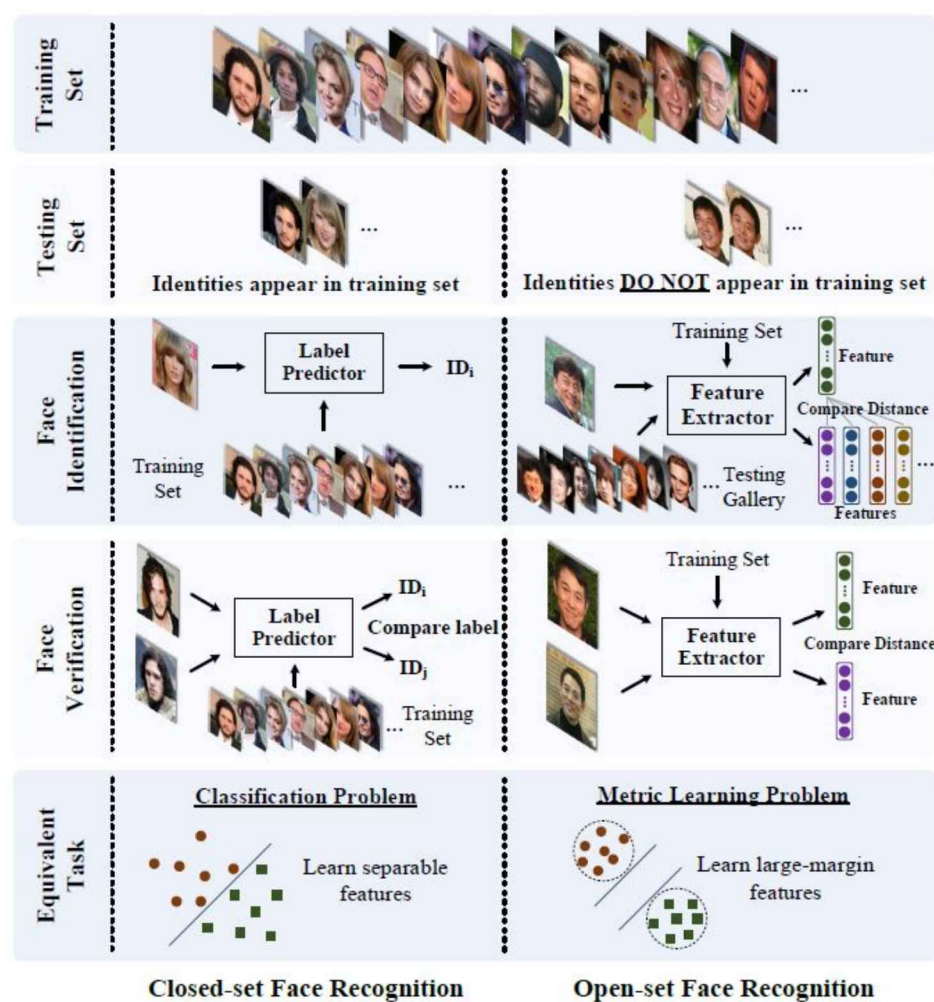 Training
Set
...
Testing
Set
...
Identities appear in training set
...
Identities DO NOT appear in training set
Face
Identification
Label
Predictor
IDi
Training
Set
...
Training Set
Feature
Extractor
Feature
Compare Distance
...
Features
... Testing
Gallery
Face
Verification
Label
Predictor
IDi
Compare label
IDj
... Training
Set
Training Set
Feature
Extractor
Feature
Compare Distance
Feature
Equivalent
Task
Classification Problem
Learn separable
features
Metric Learning Problem
Learn large-margin
features
Closed-set Face Recognition
Open-set Face Recognition